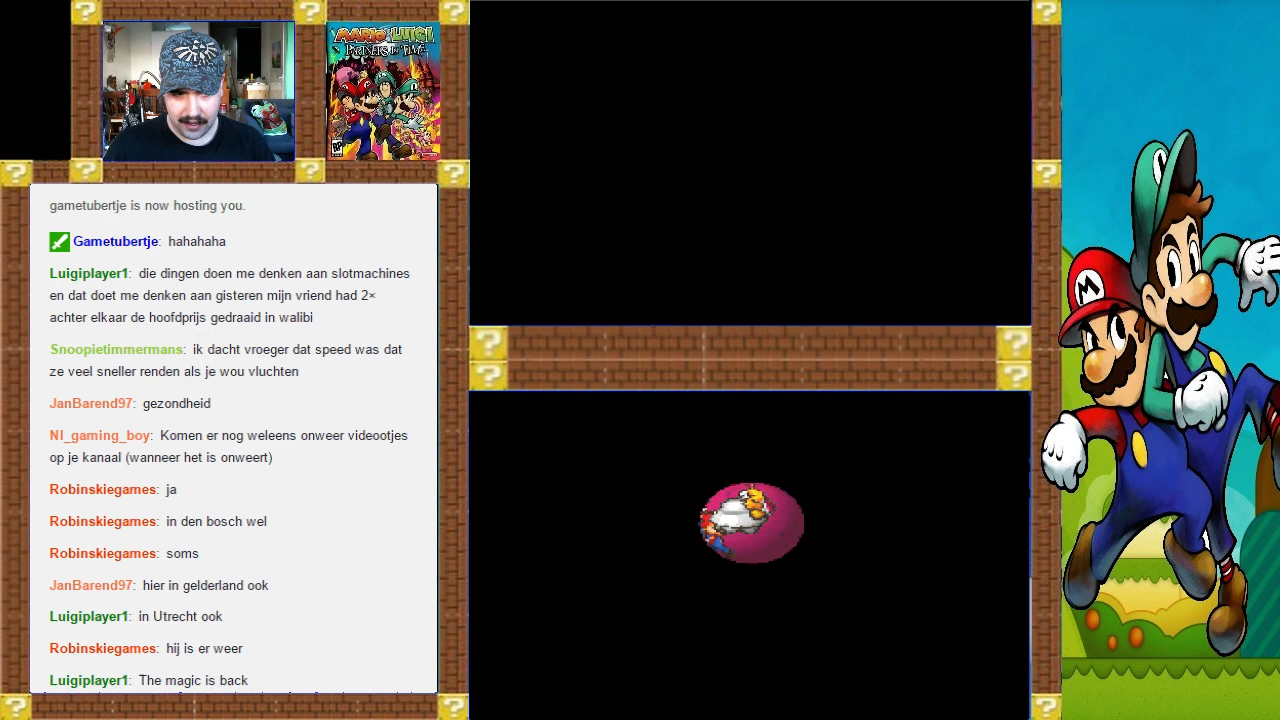 MARIO & LUIGI
PARTNERS IN TIME
RP
gametubertje is now hosting you.
Gametubertje: hahahaha
Luigiplayer1: die dingen doen me denken aan slotmachines
en dat doet me denken aan gisteren mijn vriend had 2×
achter elkaar de hoofdprijs gedraaid in walibi
Snoopietimmermans: ik dacht vroeger dat speed was dat
ze veel sneller renden als je wou vluchten
JanBarend97: gezondheid
Nl_gaming_boy: Komen er nog weleens onweer videootjes
op je kanaal (wanneer het is onweert)
Robinskiegames: ja
Robinskiegames: in den bosch wel
Robinskiegames: soms
JanBarend97: hier in gelderland ook
Luigiplayer1: in Utrecht ook
Robinskiegames: hij is er weer
Luigiplayer1: The magic is back
L
M